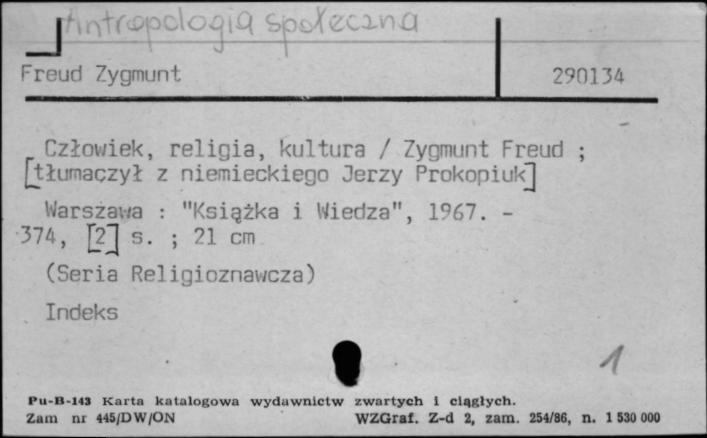 Antropologia społeczna
Freud Zygmunt 290134
Człowiek, religia, kultura / Zygmunt Freud ;
[tłumaczył z niemieckiego Jerzy Prokopiuk]
Warszawa : "Książka i Wiedza", 1967. -
374, [2] s. ; 21 cm
(Seria Religioznawcza)
Indeks
1
Pu-B-143 Karta katalogowa wydawnictw zwartych i ciągłych.
Zam nr 445/DW/ON WZGraf. Z-d 2, zam. 254/86, n. 1 530 000